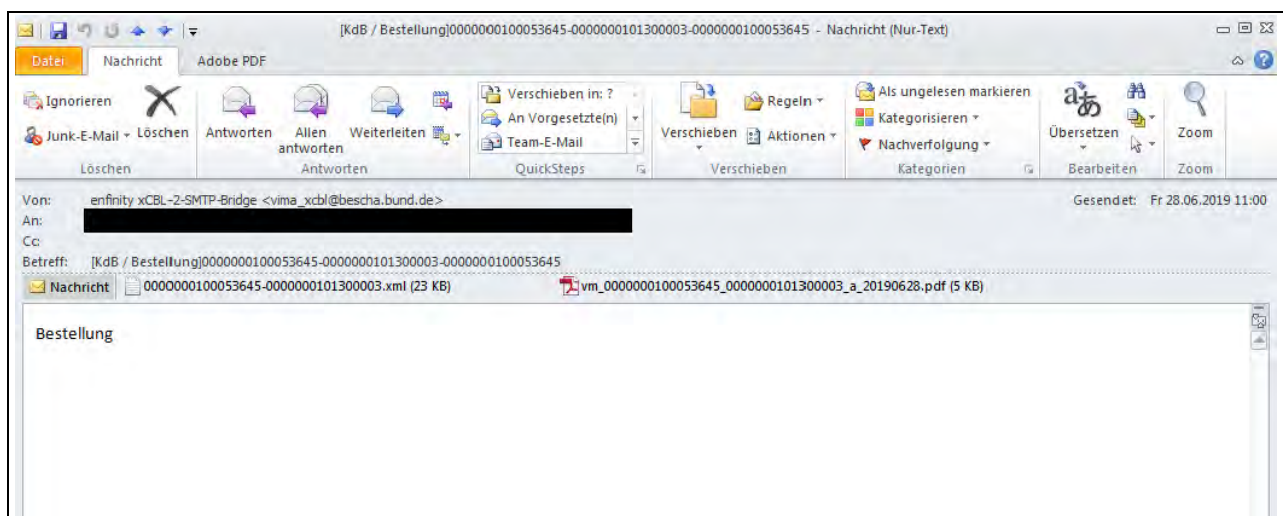 [KdB / Bestellung]0000000100053645-0000000101300003-0000000100053645 - Nachricht (Nur-Text)
Datei Nachricht Adobe PDF
Ignorieren
Junk-E-Mail
Löschen
Löschen
Antworten
Allen antworten
Weiterleiten
Antworten
Verschieben in: ?
An Vorgesetzte(n)
Team-E-Mail
QuickSteps
Verschieben
Regeln
Aktionen
Verschieben
Als ungelesen markieren
Kategorisieren
Nachverfolgung
Kategorien
Übersetzen
Bearbeiten
Zoom
Zoom
Von: enfinity xCBL-2-SMTP-Bridge <vima_xcbl@bescha.bund.de> Gesendet: Fr 28.06.2019 11:00
An:
Cc:
Betreff: [KdB / Bestellung]0000000100053645-0000000101300003-0000000100053645
Nachricht 0000000100053645-0000000101300003.xml (23 KB) vm_0000000100053645_0000000101300003_a_20190628.pdf (5 KB)
Bestellung